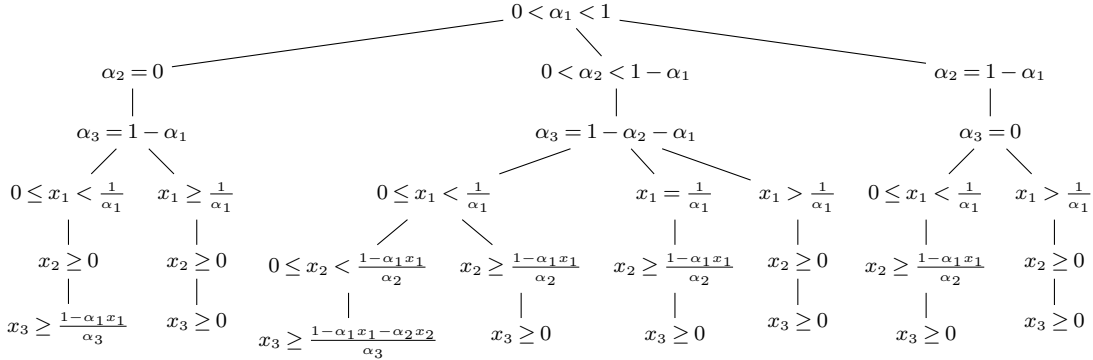 0 < α₁ < 1
α₂ = 0 0 < α₂ < 1 − α₁ α₂ = 1 − α₁
α₃ = 1 − α₁ α₃ = 1 − α₂ − α₁ α₃ = 0
0 ≤ x₁ < 1/α₁ x₁ ≥ 1/α₁ 0 ≤ x₁ < 1/α₁ x₁ = 1/α₁ x₁ > 1/α₁ 0 ≤ x₁ < 1/α₁ x₁ > 1/α₁
x₂ ≥ 0 x₂ ≥ 0 0 ≤ x₂ < (1−α₁x₁)/α₂ x₂ ≥ (1−α₁x₁)/α₂ x₂ ≥ (1−α₁x₁)/α₂ x₂ ≥ 0 x₂ ≥ (1−α₁x₁)/α₂ x₂ ≥ 0
x₃ ≥ (1−α₁x₁)/α₃ x₃ ≥ 0 x₃ ≥ (1−α₁x₁−α₂x₂)/α₃ x₃ ≥ 0 x₃ ≥ 0 x₃ ≥ 0 x₃ ≥ 0 x₃ ≥ 0